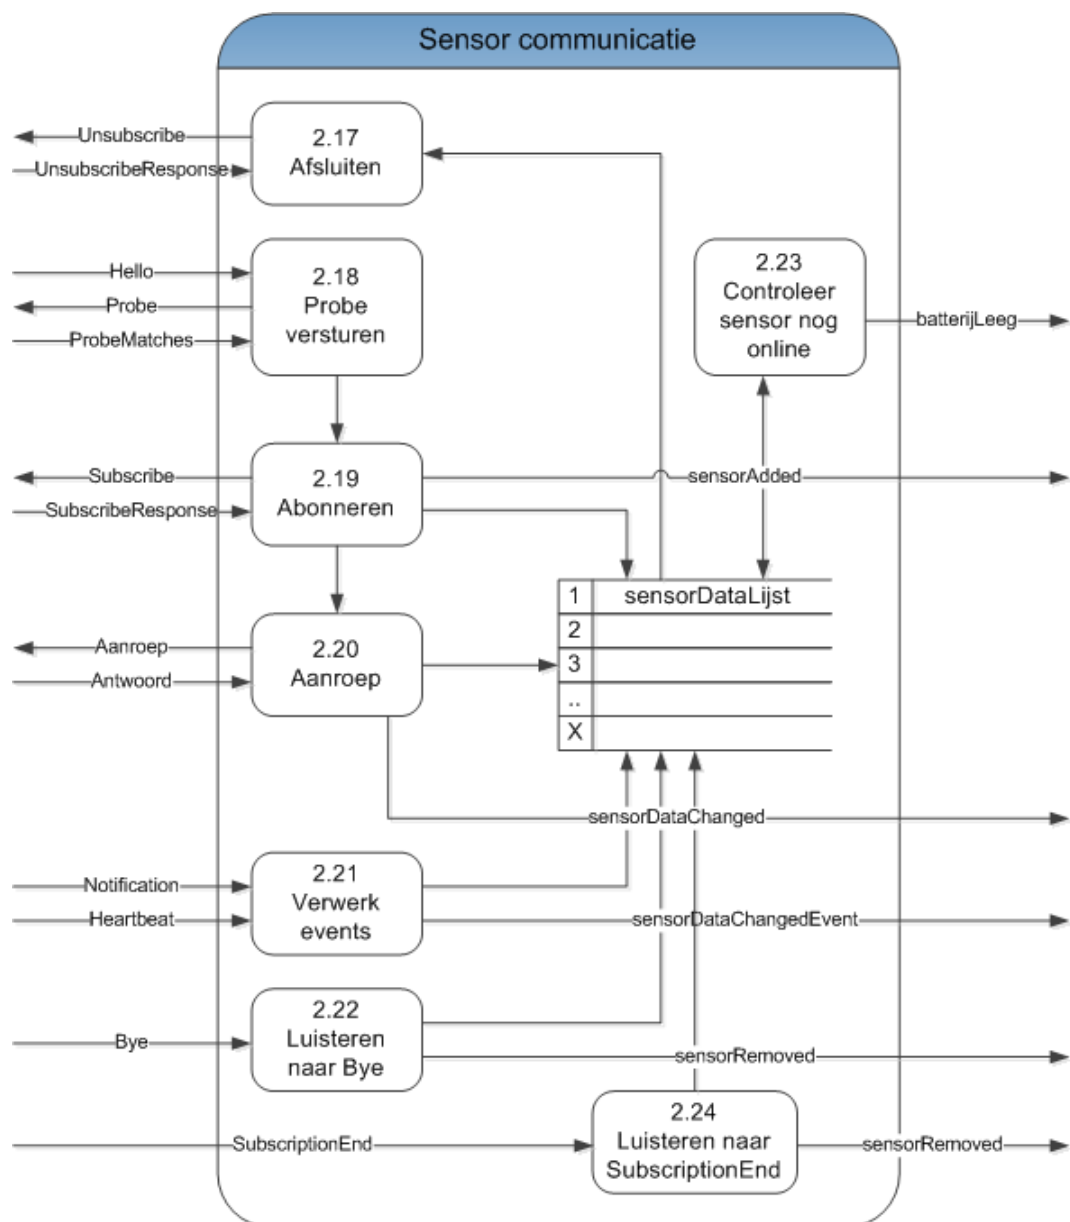 Sensor communicatie
Unsubscribe
UnsubscribeResponse
2.17
Afsluiten
Hello
Probe
ProbeMatches
2.18
Probe
versturen
2.23
Controleer
sensor nog
online
batterijLeeg
Subscribe
SubscribeResponse
2.19
Abonneren
sensorAdded
1 sensorDataLijst
2
3
..
X
Aanroep
Antwoord
2.20
Aanroep
sensorDataChanged
Notification
Heartbeat
2.21
Verwerk
events
sensorDataChangedEvent
Bye
2.22
Luisteren
naar Bye
sensorRemoved
SubscriptionEnd
2.24
Luisteren naar
SubscriptionEnd
sensorRemoved